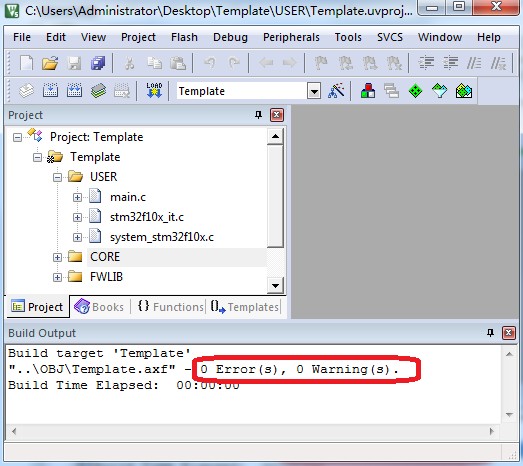 C:\Users\Administrator\Desktop\Template\USER\Template.uvproj...
File Edit View Project Flash Debug Peripherals Tools SVCS Window Help
LOAD
Template
Project
Project: Template
Template
USER
main.c
stm32f10x_it.c
system_stm32f10x.c
CORE
FWLIB
Project Books {} Functions Templates
Build Output
Build target 'Template'
"..\OBJ\Template.axf" - 0 Error(s), 0 Warning(s).
Build Time Elapsed:  00:00:00